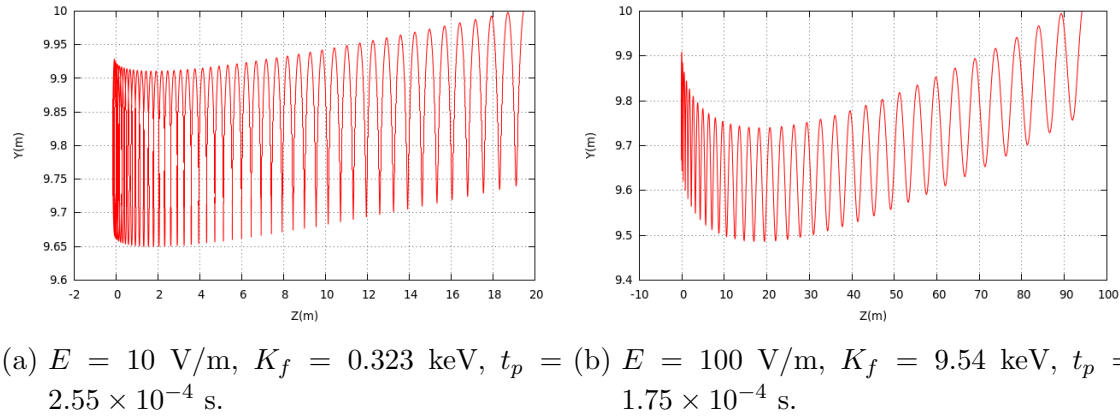 10
9.95
9.9
9.85
9.8
9.75
9.7
9.65
9.6
Y(m)
-2 0 2 4 6 8 10 12 14 16 18 20
Z(m)
10
9.9
9.8
9.7
9.6
9.5
9.4
Y(m)
-10 0 10 20 30 40 50 60 70 80 90 100
Z(m)
(a) E = 10 V/m, K_f = 0.323 keV, t_p =
2.55 × 10⁻⁴ s.
(b) E = 100 V/m, K_f = 9.54 keV, t_p =
1.75 × 10⁻⁴ s.